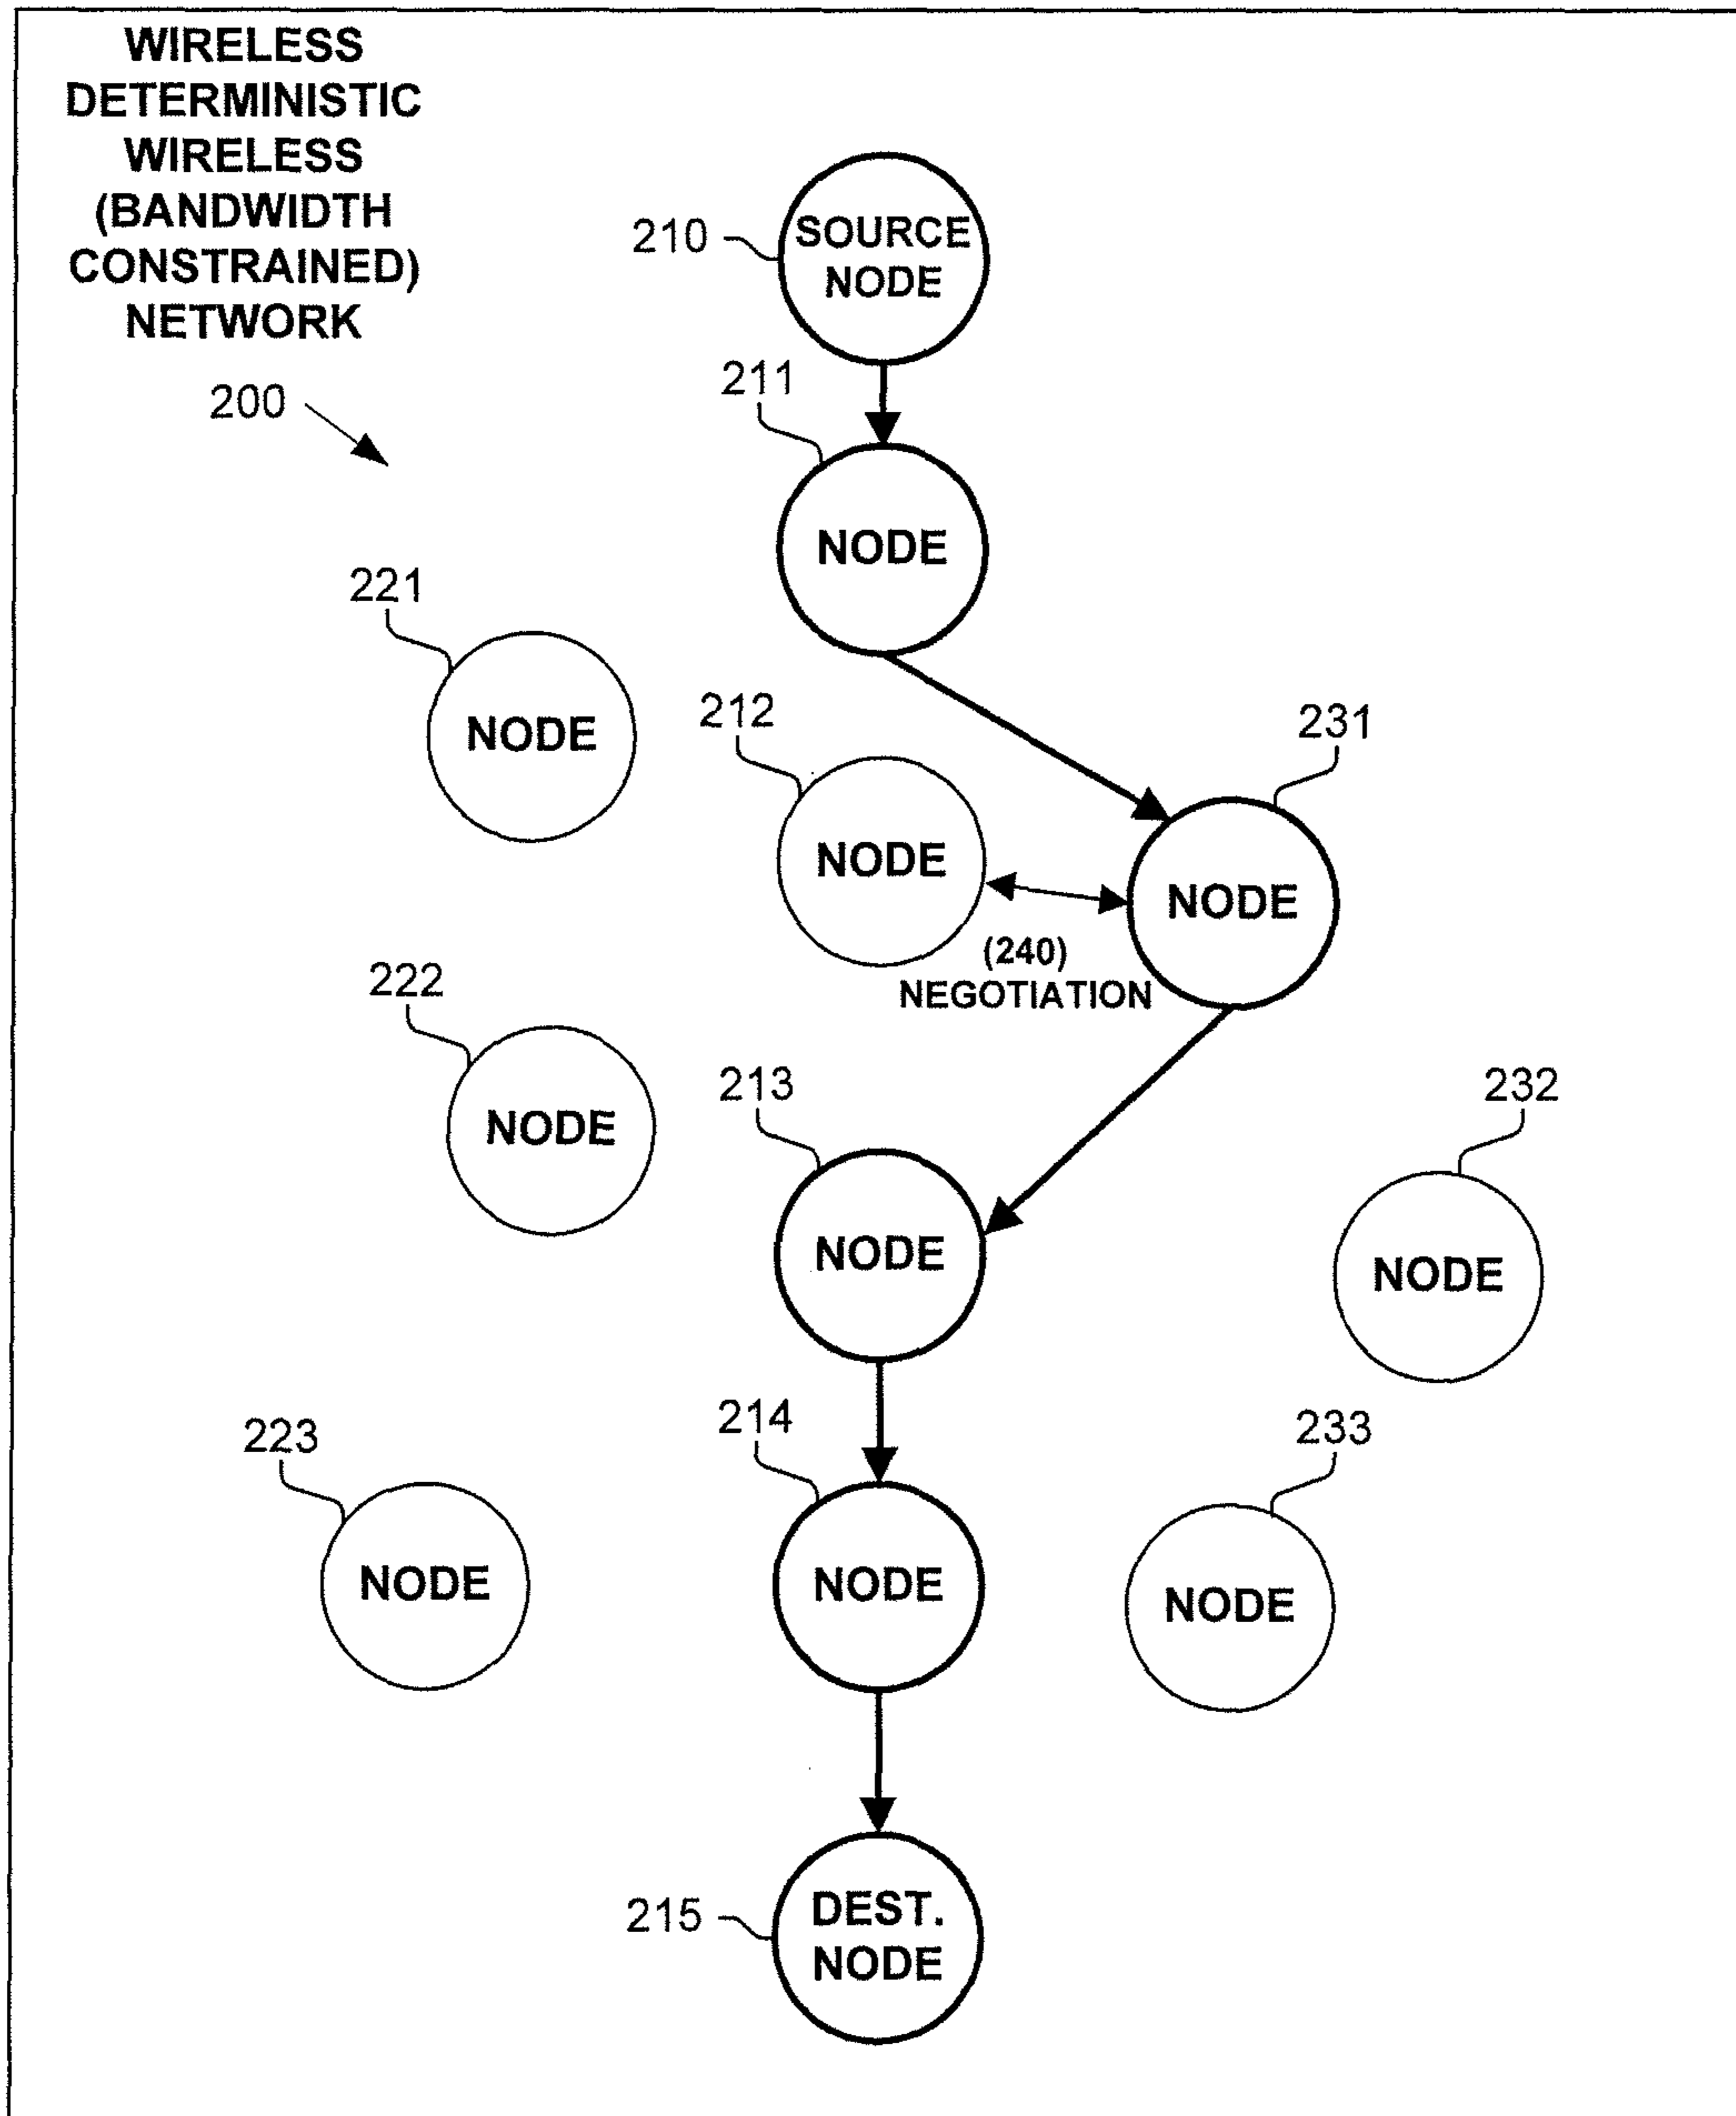 WIRELESS
DETERMINISTIC
WIRELESS
(BANDWIDTH
CONSTRAINED)
NETWORK
200
210
SOURCE
NODE
211
NODE
221
NODE
212
NODE
231
NODE
(240)
NEGOTIATION
222
NODE
213
NODE
232
NODE
223
NODE
214
NODE
233
NODE
215
DEST.
NODE